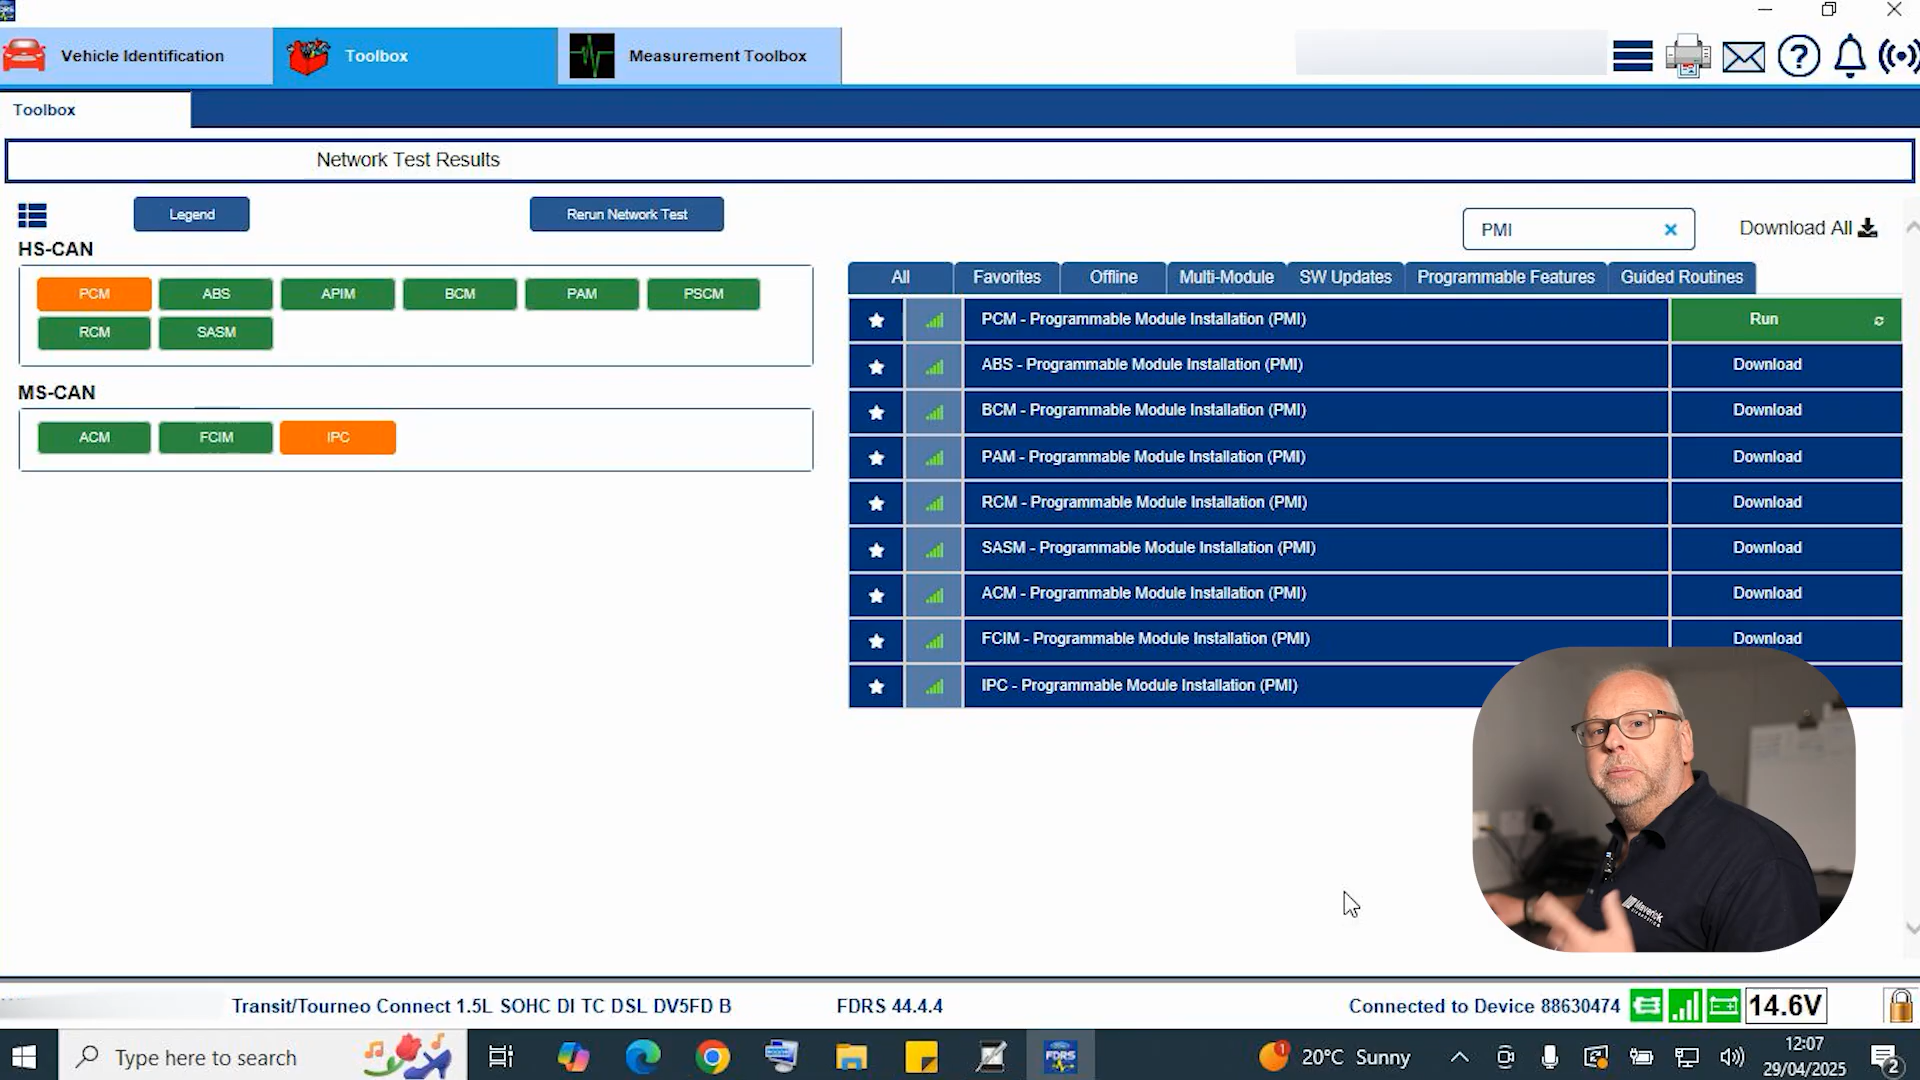 Vehicle Identification
Toolbox
Measurement Toolbox
Toolbox
Network Test Results
Legend
Rerun Network Test
PMI
Download All
HS-CAN
PCM
ABS
APIM
BCM
PAM
PSCM
RCM
SASM
MS-CAN
ACM
FCIM
IPC
All
Favorites
Offline
Multi-Module
SW Updates
Programmable Features
Guided Routines
PCM - Programmable Module Installation (PMI)
Run
ABS - Programmable Module Installation (PMI)
Download
BCM - Programmable Module Installation (PMI)
Download
PAM - Programmable Module Installation (PMI)
Download
RCM - Programmable Module Installation (PMI)
Download
SASM - Programmable Module Installation (PMI)
Download
ACM - Programmable Module Installation (PMI)
Download
FCIM - Programmable Module Installation (PMI)
Download
IPC - Programmable Module Installation (PMI)
Maverick
Transit/Tourneo Connect 1.5L SOHC DI TC DSL DV5FD B
FDRS 44.4.4
Connected to Device 88630474
14.6V
Type here to search
FDRS
1
20°C Sunny
12:07
29/04/2025
2